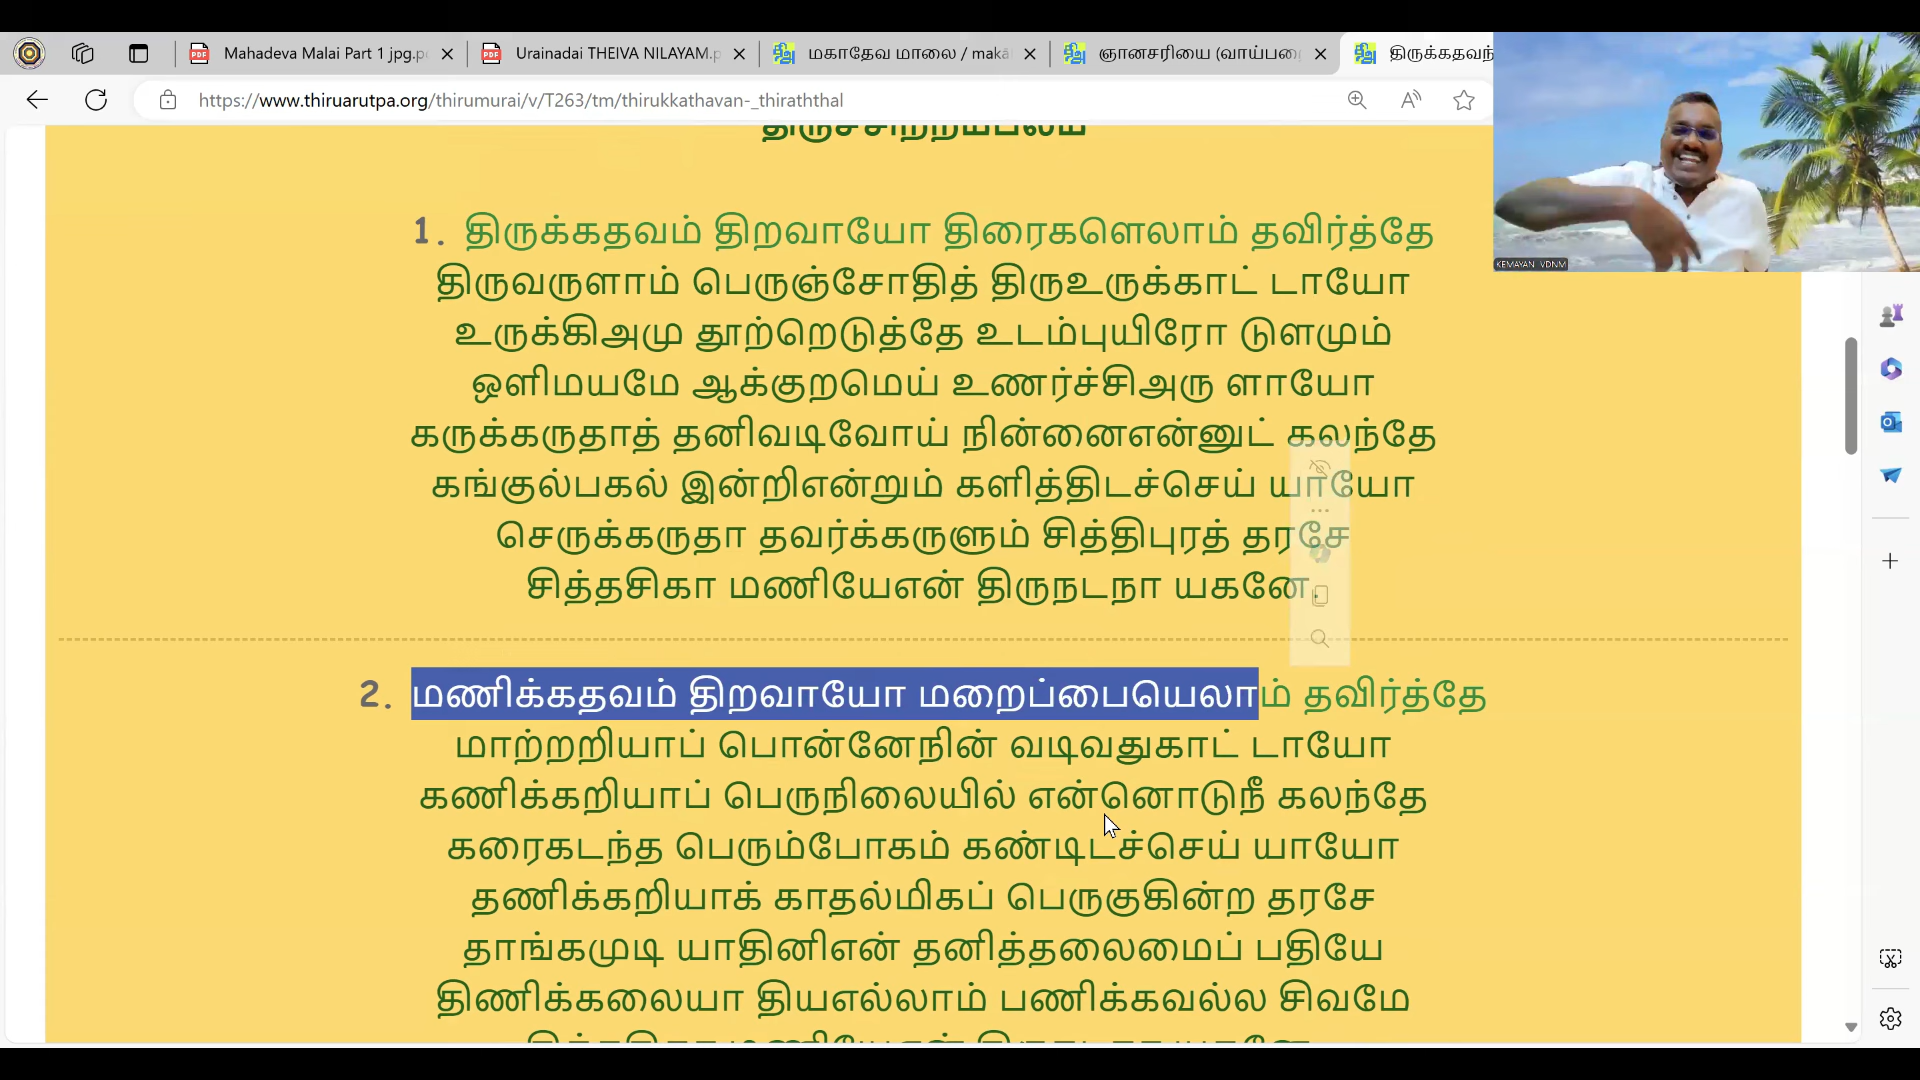 Mahadeva Malai Part 1 jpg.p
Urainadai THEIVA NILAYAM.p
மகாதேவ மாலை / makā
ஞானசரியை (வாய்பறை
திருக்கதவந்
https://www.thiruarutpa.org/thirumurai/v/T263/tm/thirukkathavan-_thiraththal
KEMAYAN VDNM
1. திருக்கதவம் திறவாயோ திரைகளெலாம் தவிர்த்தே
திருவருளாம் பெருஞ்சோதித் திருஉருக்காட் டாயோ
உருக்கிஅமு தூற்றெடுத்தே உடம்புயிரோ டுளமும்
ஒளிமயமே ஆக்குறமெய் உணர்ச்சிஅரு ளாயோ
கருக்கருதாத் தனிவடிவோய் நின்னைஎன்னுட் கலந்தே
கங்குல்பகல் இன்றிஎன்றும் களித்திடச்செய் யாயோ
செருக்கருதா தவர்க்கருளும் சித்திபுரத் தரசே
சித்தசிகா மணியேஎன் திருநடநா யகனே.
2. மணிக்கதவம் திறவாயோ மறைப்பையெலாம் தவிர்த்தே
மாற்றறியாப் பொன்னேநின் வடிவதுகாட் டாயோ
கணிக்கறியாப் பெருநிலையில் என்னொடுநீ கலந்தே
கரைகடந்த பெரும்போகம் கண்டிடச்செய் யாயோ
தணிக்கறியாக் காதல்மிகப் பெருகுகின்ற தரசே
தாங்கமுடி யாதினிஎன் தனித்தலைமைப் பதியே
திணிக்கலையா தியஎல்லாம் பணிக்கவல்ல சிவமே